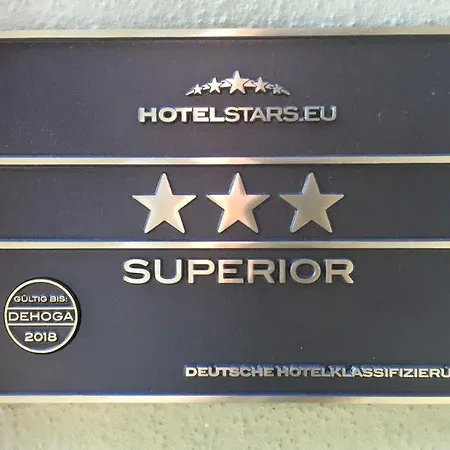 HOTELSTARS.EU
SUPERIOR
GÜLTIG BIS:
DEHOGA
2018
DEUTSCHE HOTELKLASSIFIZIERU